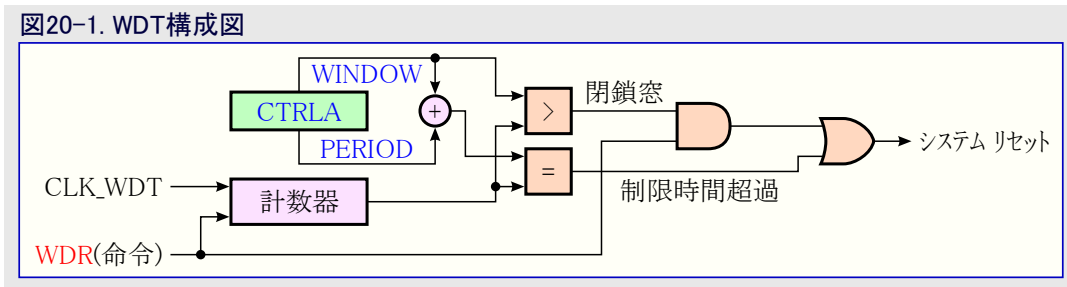 図20-1. WDT構成図
WINDOW
CTRLA
PERIOD
+
>
閉鎖窓
=
制限時間超過
システム リセット
CLK_WDT
計数器
WDR(命令)